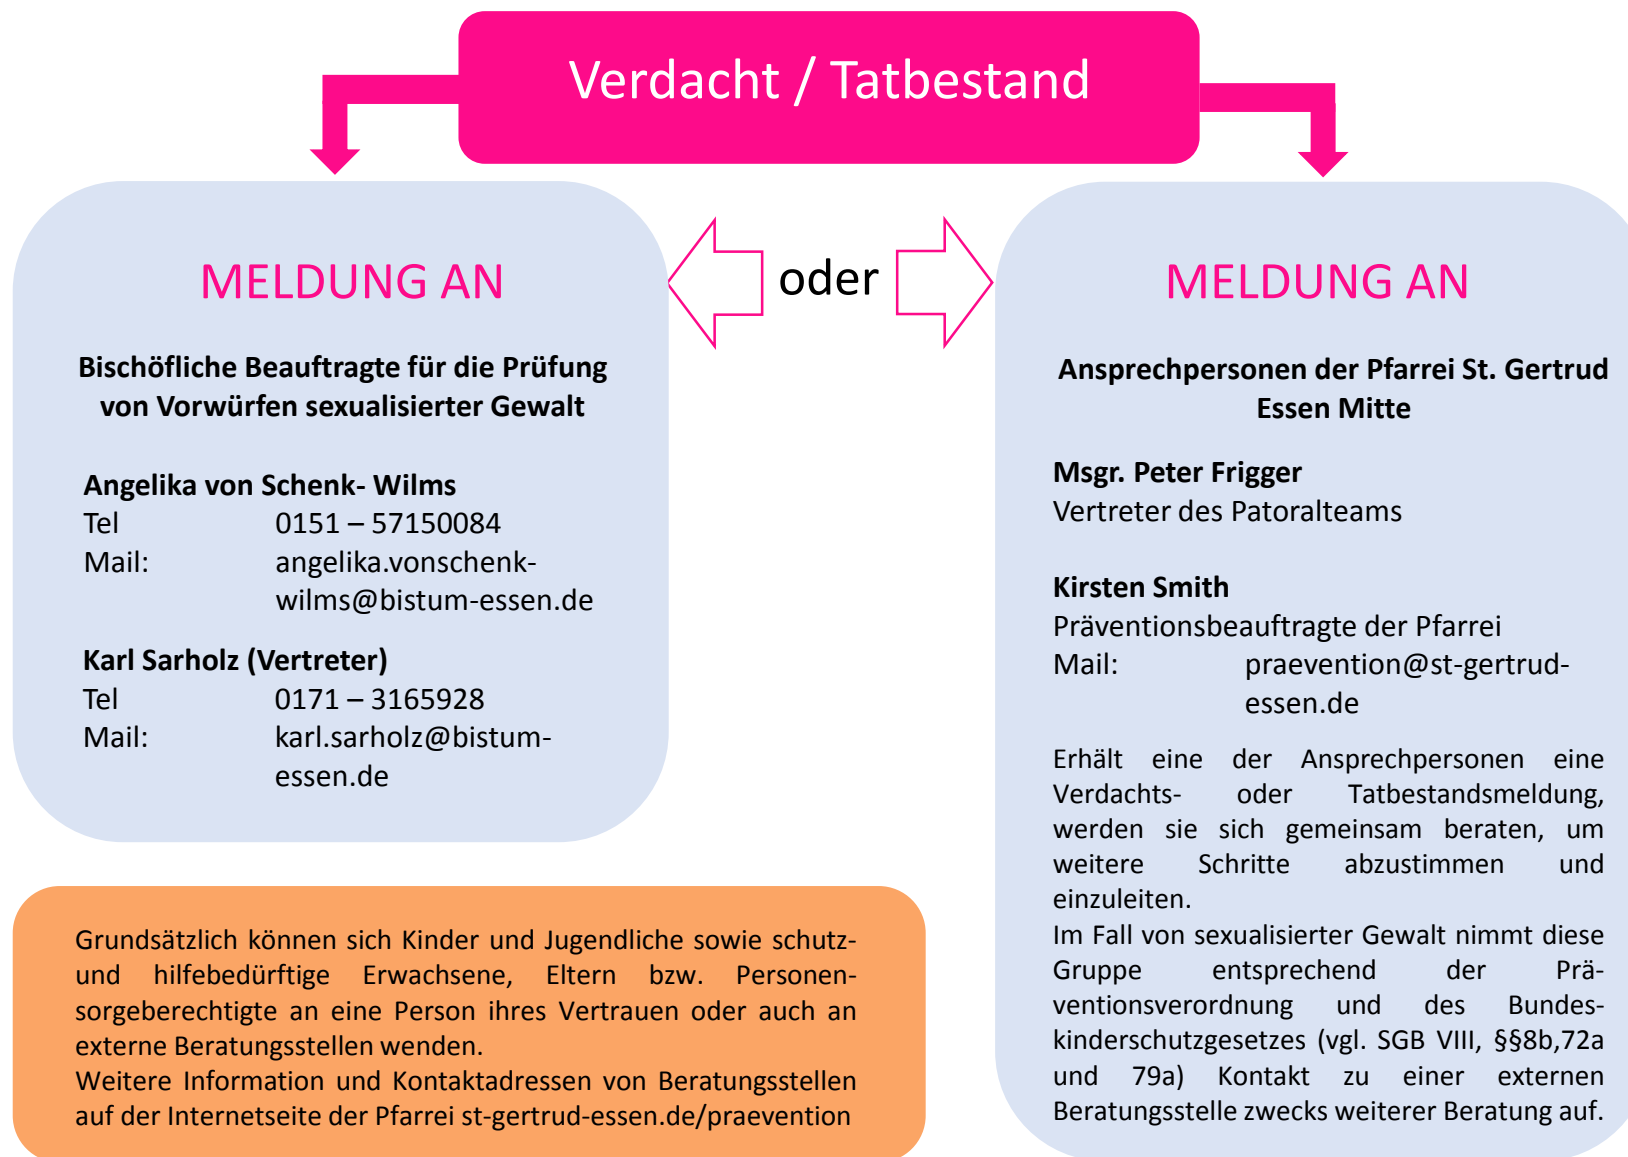 Verdacht / Tatbestand
MELDUNG AN
Bischöfliche Beauftragte für die Prüfung
von Vorwürfen sexualisierter Gewalt
Angelika von Schenk- Wilms
Tel 0151 – 57150084
Mail: angelika.vonschenk-
wilms@bistum-essen.de
Karl Sarholz (Vertreter)
Tel 0171 – 3165928
Mail: karl.sarholz@bistum-
essen.de
oder
MELDUNG AN
Ansprechpersonen der Pfarrei St. Gertrud
Essen Mitte
Msgr. Peter Frigger
Vertreter des Patoralteams
Kirsten Smith
Präventionsbeauftragte der Pfarrei
Mail: praevention@st-gertrud-
essen.de
Erhält eine der Ansprechpersonen eine
Verdachts- oder Tatbestandsmeldung,
werden sie sich gemeinsam beraten, um
weitere Schritte abzustimmen und
einzuleiten.
Im Fall von sexualisierter Gewalt nimmt diese
Gruppe entsprechend der Prä-
ventionsverordnung und des Bundes-
kinderschutzgesetzes (vgl. SGB VIII, §§8b,72a
und 79a) Kontakt zu einer externen
Beratungsstelle zwecks weiterer Beratung auf.
Grundsätzlich können sich Kinder und Jugendliche sowie schutz-
und hilfebedürftige Erwachsene, Eltern bzw. Personen-
sorgeberechtigte an eine Person ihres Vertrauen oder auch an
externe Beratungsstellen wenden.
Weitere Information und Kontaktadressen von Beratungsstellen
auf der Internetseite der Pfarrei st-gertrud-essen.de/praevention